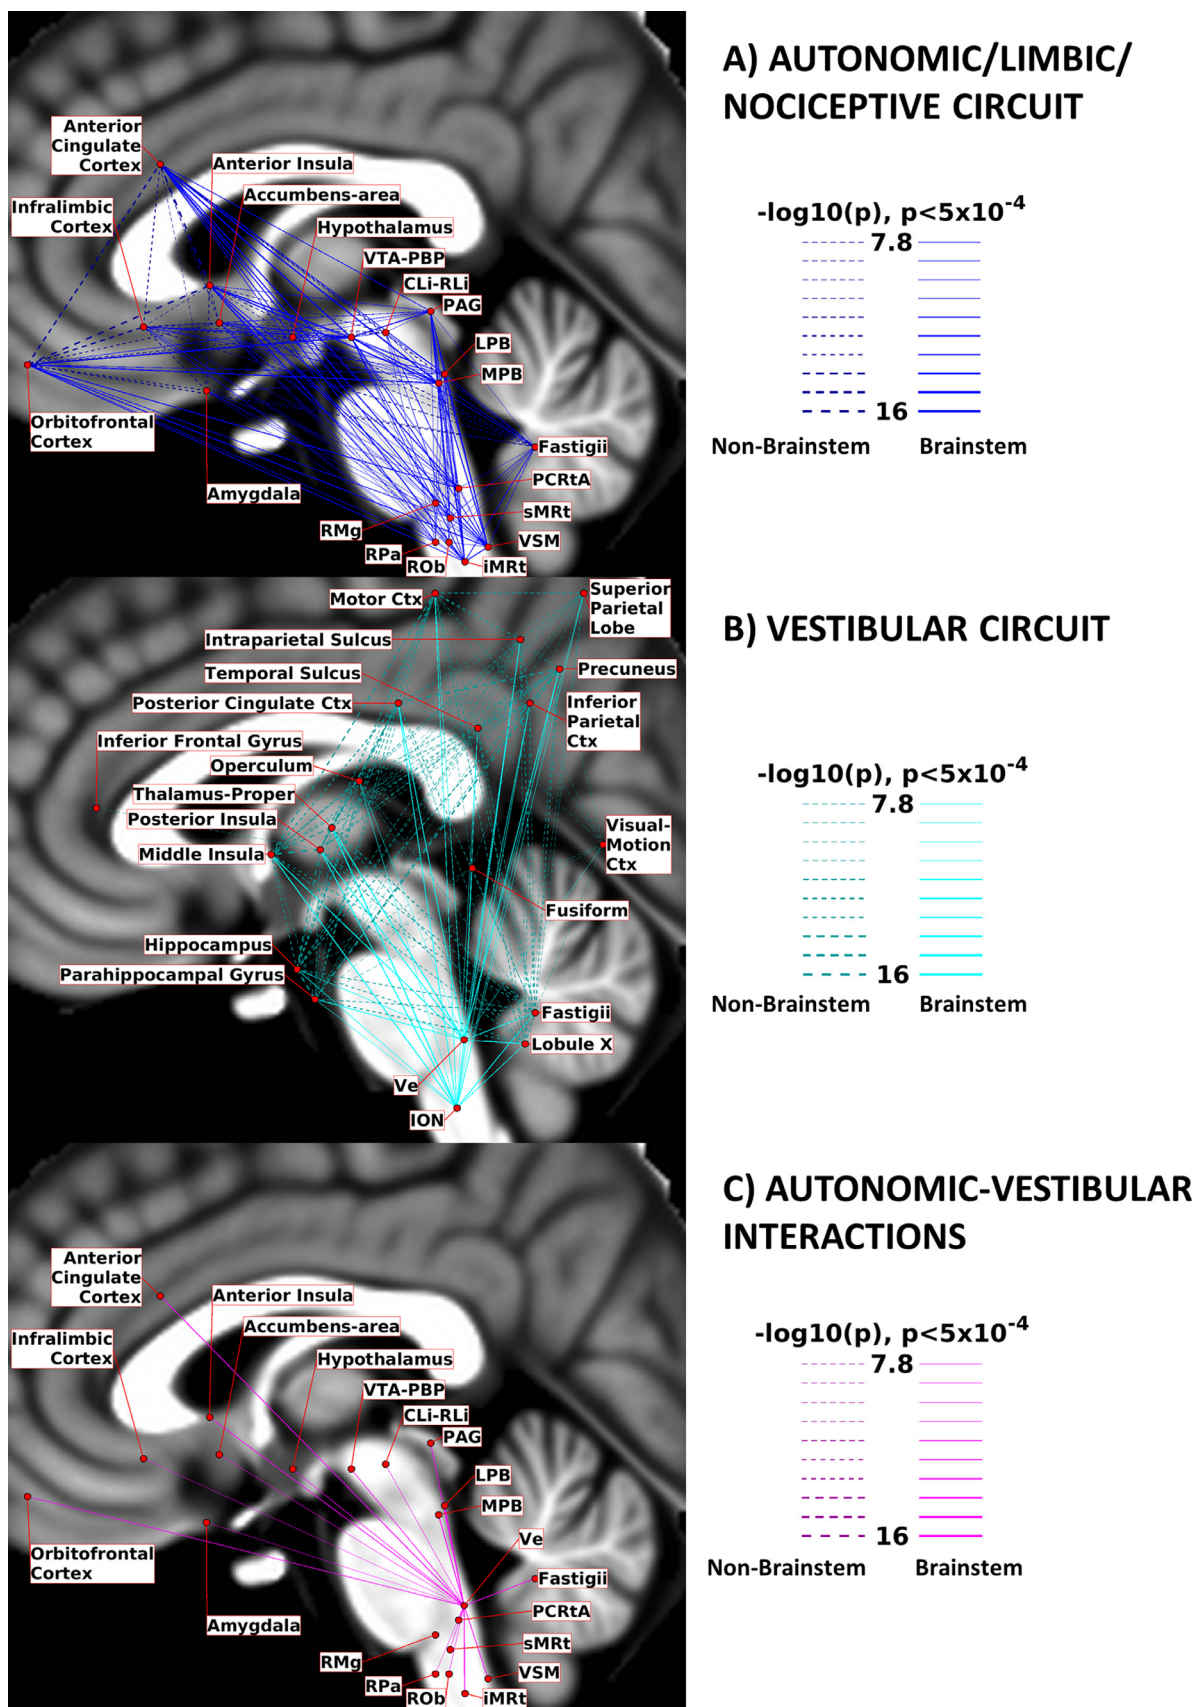 A) AUTONOMIC/LIMBIC/
NOCICEPTIVE CIRCUIT
Anterior
Cingulate
Cortex
Anterior Insula
Accumbens-area
Infralimbic
Cortex
Hypothalamus
VTA-PBP
CLi-RLi
PAG
LPB
MPB
Orbitofrontal
Cortex
Fastigii
Amygdala
PCRtA
RMg
sMRt
RPa
VSM
ROb
iMRt
-log10(p), p<5x10-4
7.8
16
Non-Brainstem
Brainstem
B) VESTIBULAR CIRCUIT
Motor Ctx
Superior
Parietal
Lobe
Intraparietal Sulcus
Temporal Sulcus
Precuneus
Posterior Cingulate Ctx
Inferior
Parietal
Ctx
Inferior Frontal Gyrus
Operculum
Thalamus-Proper
Posterior Insula
Middle Insula
Visual-
Motion
Ctx
Fusiform
Hippocampus
Parahippocampal Gyrus
Fastigii
Lobule X
Ve
ION
-log10(p), p<5x10-4
7.8
16
Non-Brainstem
Brainstem
C) AUTONOMIC-VESTIBULAR
INTERACTIONS
Anterior
Cingulate
Cortex
Anterior Insula
Accumbens-area
Infralimbic
Cortex
Hypothalamus
VTA-PBP
CLi-RLi
PAG
LPB
MPB
Ve
Orbitofrontal
Cortex
Fastigii
PCRtA
Amygdala
sMRt
RMg
VSM
RPa
ROb
iMRt
-log10(p), p<5x10-4
7.8
16
Non-Brainstem
Brainstem